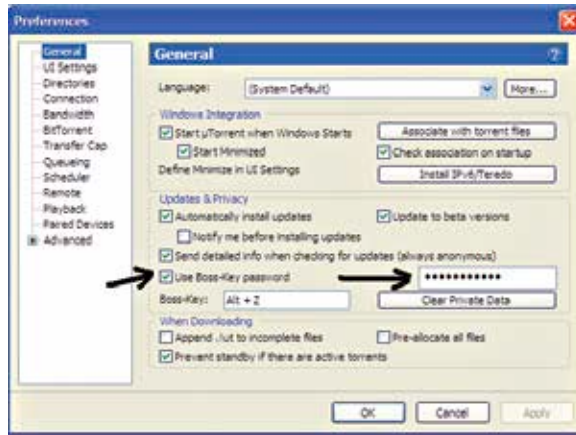 Preferences
General
UI Settings
Directories
Connection
Bandwidth
BitTorrent
Transfer Cap
Queueing
Scheduler
Remote
Playback
Paired Devices
Advanced
General
Language: (System Default) More...
Windows Integration
Start µTorrent when Windows Starts Associate with torrent files
Start Minimized Check association on startup
Define Minimize in UI Settings Install IPv6/Teredo
Updates & Privacy
Automatically install updates Update to beta versions
Notify me before installing updates
Send detailed info when checking for updates (always anonymous)
Use Boss-Key password
Boss-Key: Alt + Z Clear Private Data
When Downloading
Append .!ut to incomplete files Pre-allocate all files
Prevent standby if there are active torrents
OK Cancel Apply